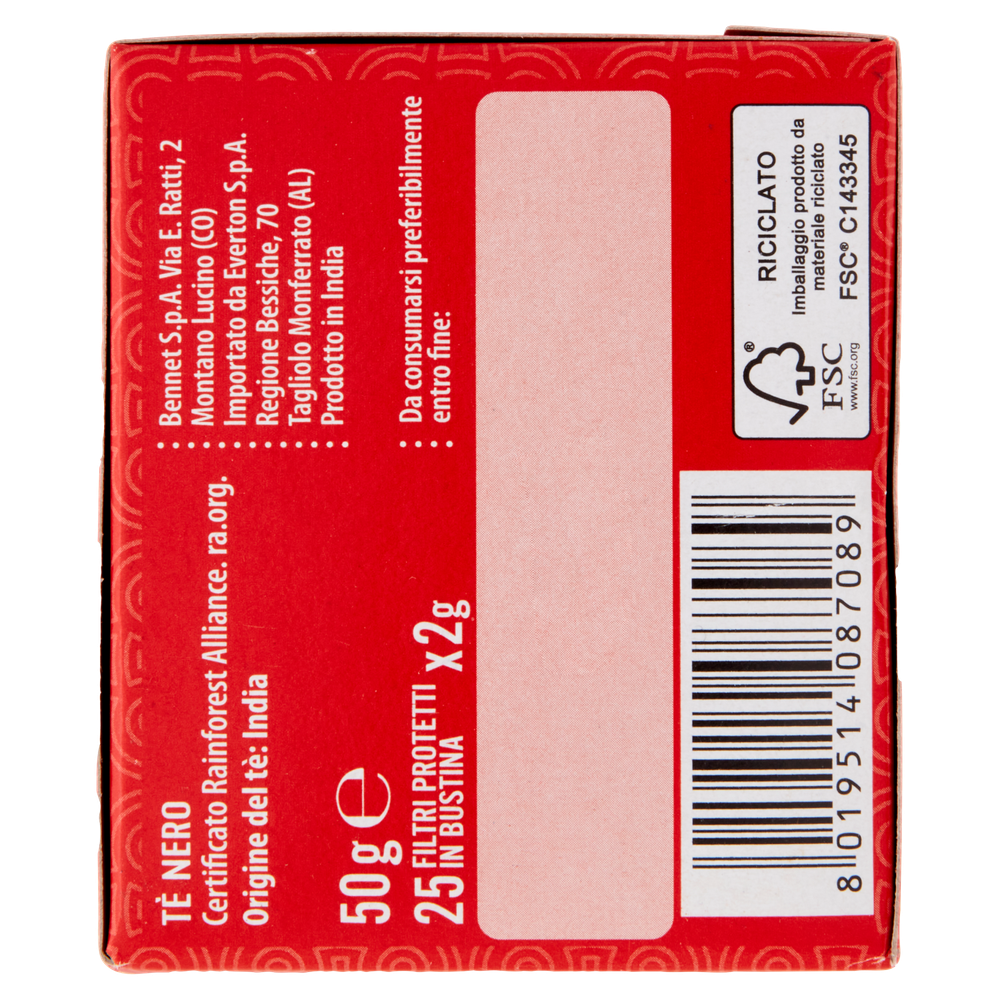 TÈ NERO
Certificato Rainforest Alliance. ra.org.
Origine del tè: India
50 g e
25 FILTRI PROTETTI
IN BUSTINA x2g
Bennet S.p.A. Via E. Ratti, 2
Montano Lucino (CO)
Importato da Everton S.p.A.
Regione Bessiche, 70
Tagliolo Monferrato (AL)
Prodotto in India
Da consumarsi preferibilmente
entro fine:
8 019514 087089
FSC®
www.fsc.org
RICICLATO
Imballaggio prodotto da
materiale riciclato
FSC® C143345